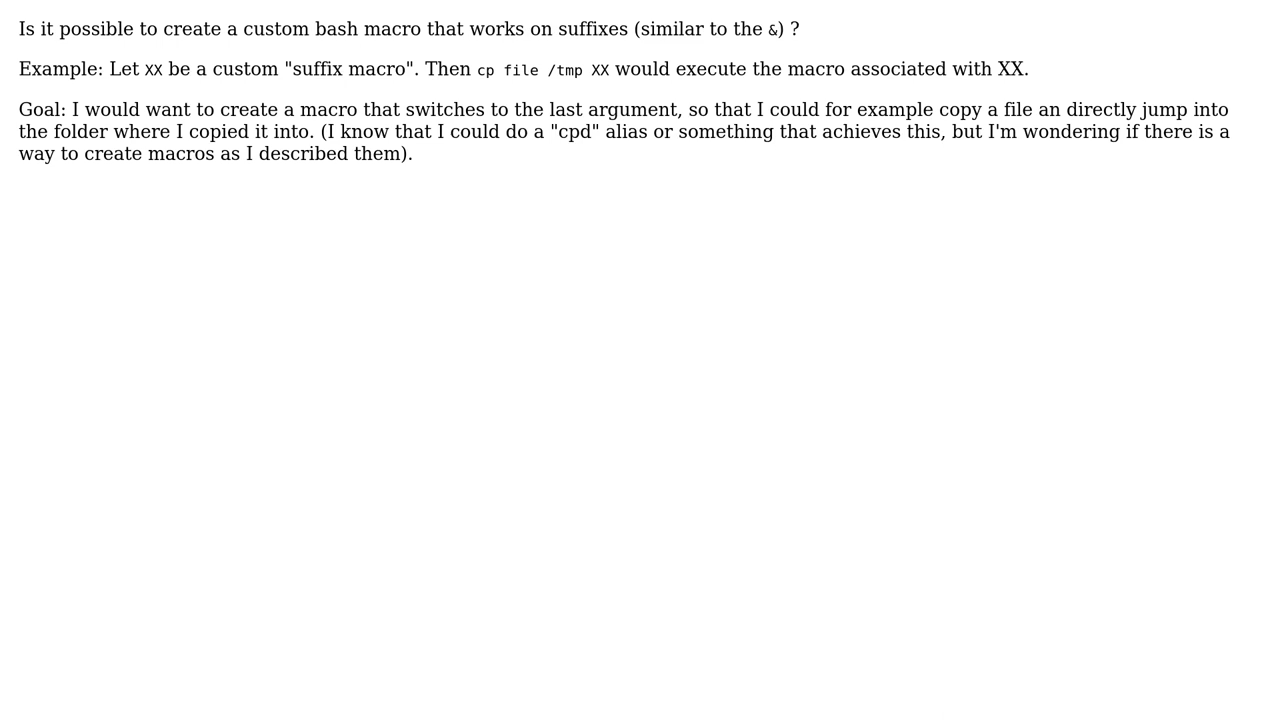 Is it possible to create a custom bash macro that works on suffixes (similar to the &) ?
Example: Let XX be a custom "suffix macro". Then cp file /tmp XX would execute the macro associated with XX.
Goal: I would want to create a macro that switches to the last argument, so that I could for example copy a file an directly jump into
the folder where I copied it into. (I know that I could do a "cpd" alias or something that achieves this, but I'm wondering if there is a
way to create macros as I described them).